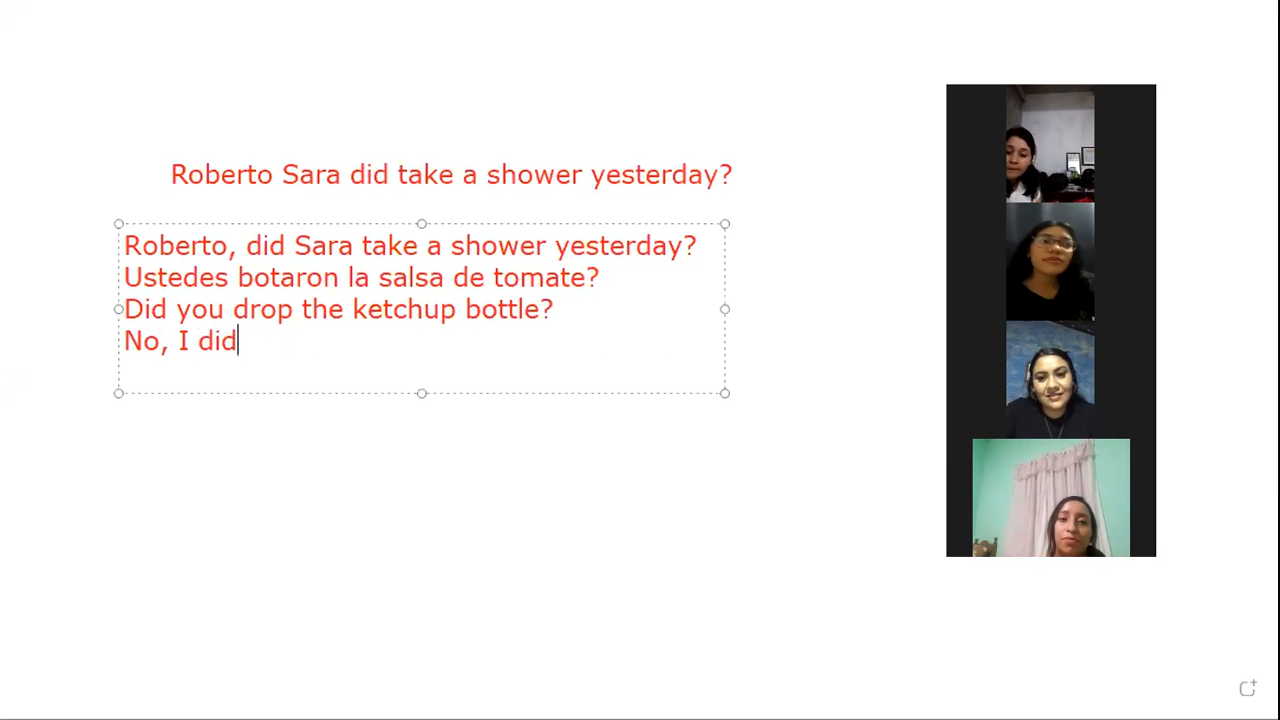 Roberto Sara did take a shower yesterday?
Roberto, did Sara take a shower yesterday?
Ustedes botaron la salsa de tomate?
Did you drop the ketchup bottle?
No, I did